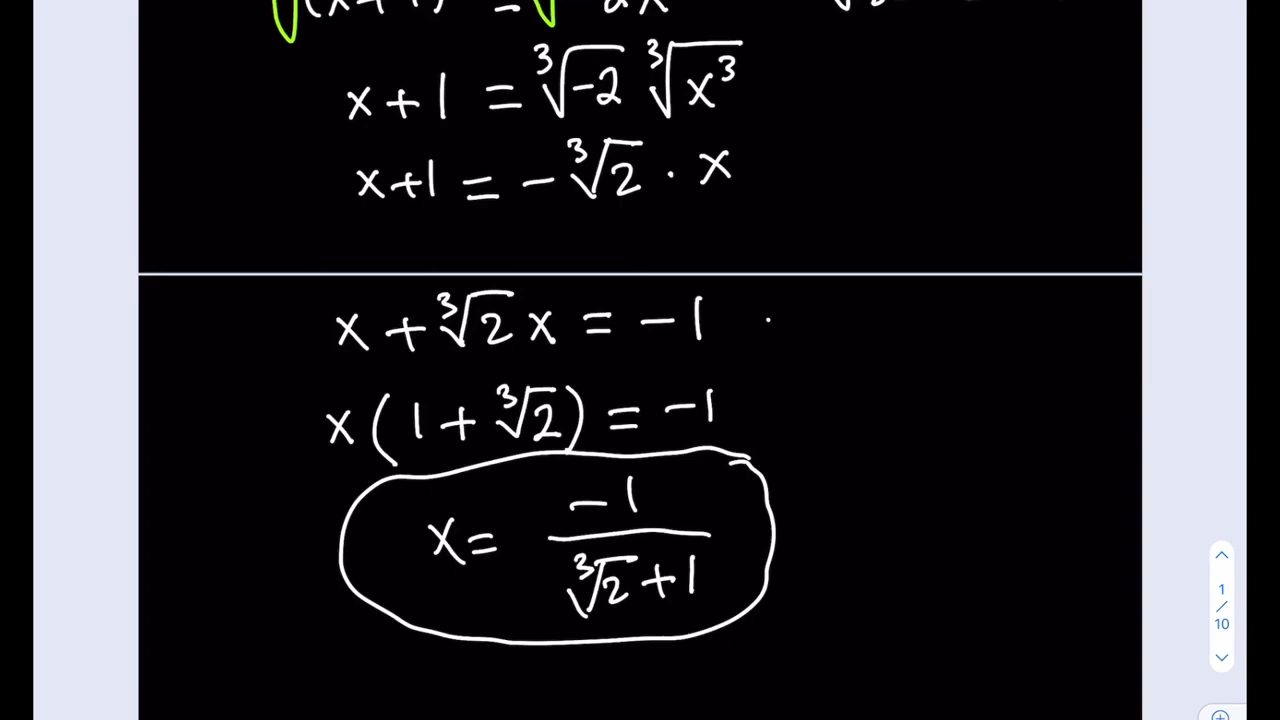 x + 1 = ∛-2 ∛x³
x + 1 = - ∛2 · x
x + ∛2 x = -1
x ( 1 + ∛2 ) = -1
x = -1 / (∛2 + 1)
1
/
10